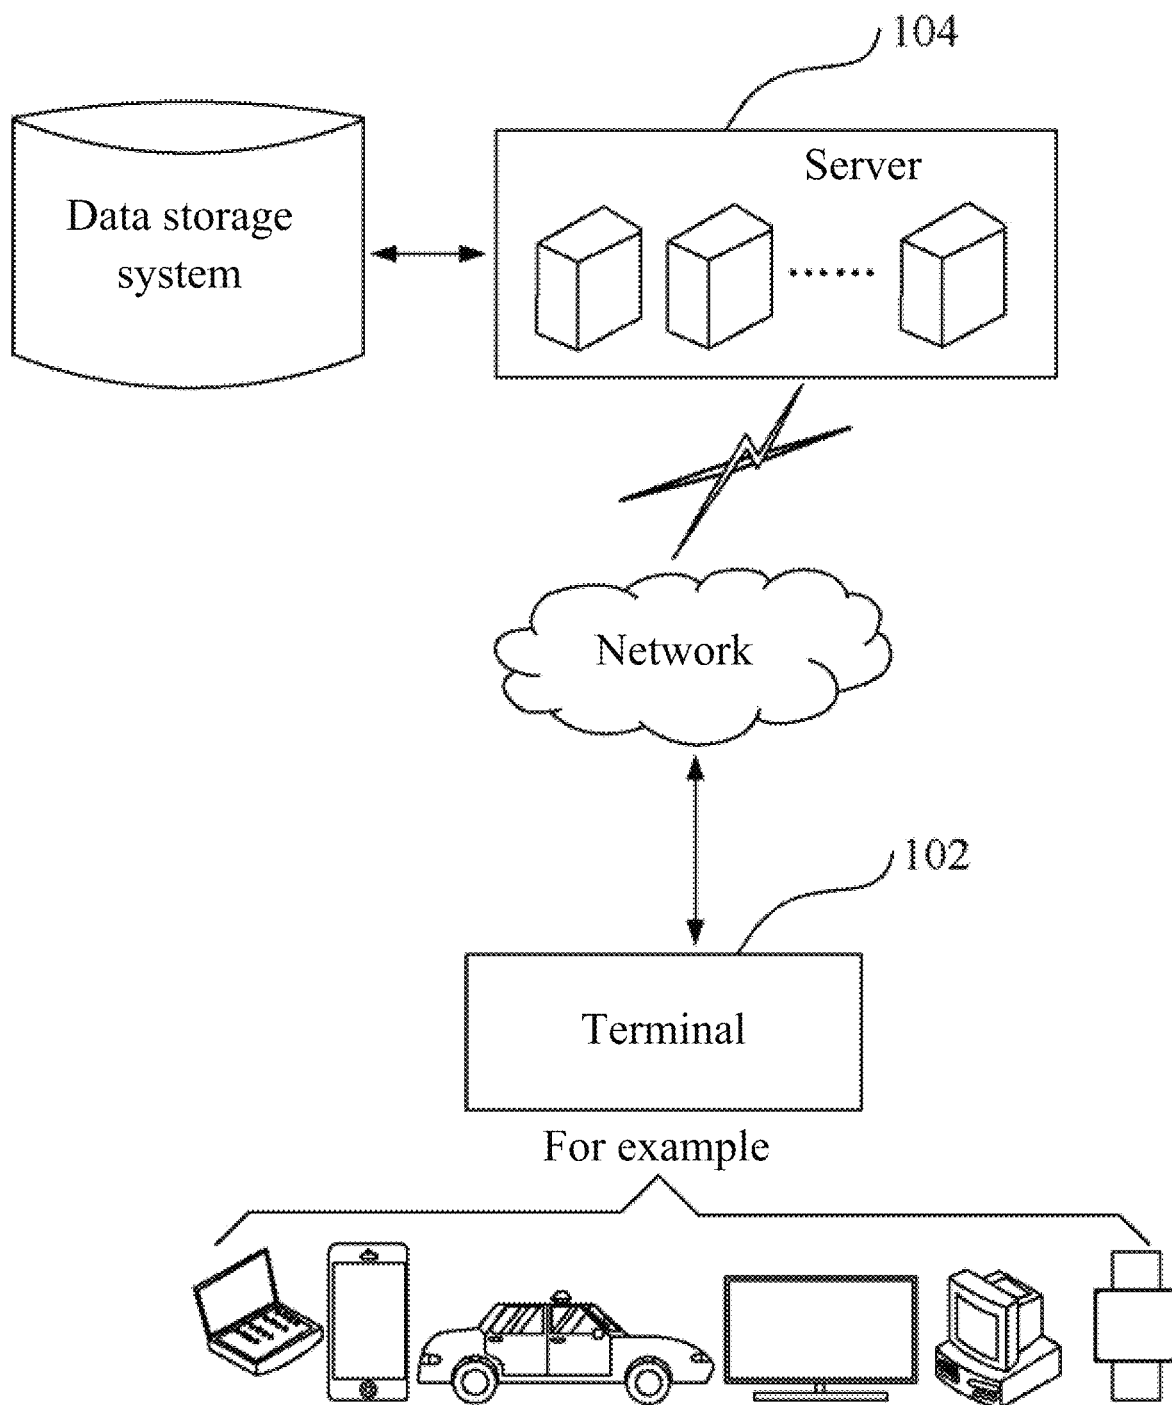 104
Server
Data storage
system
......
Network
102
Terminal
For example